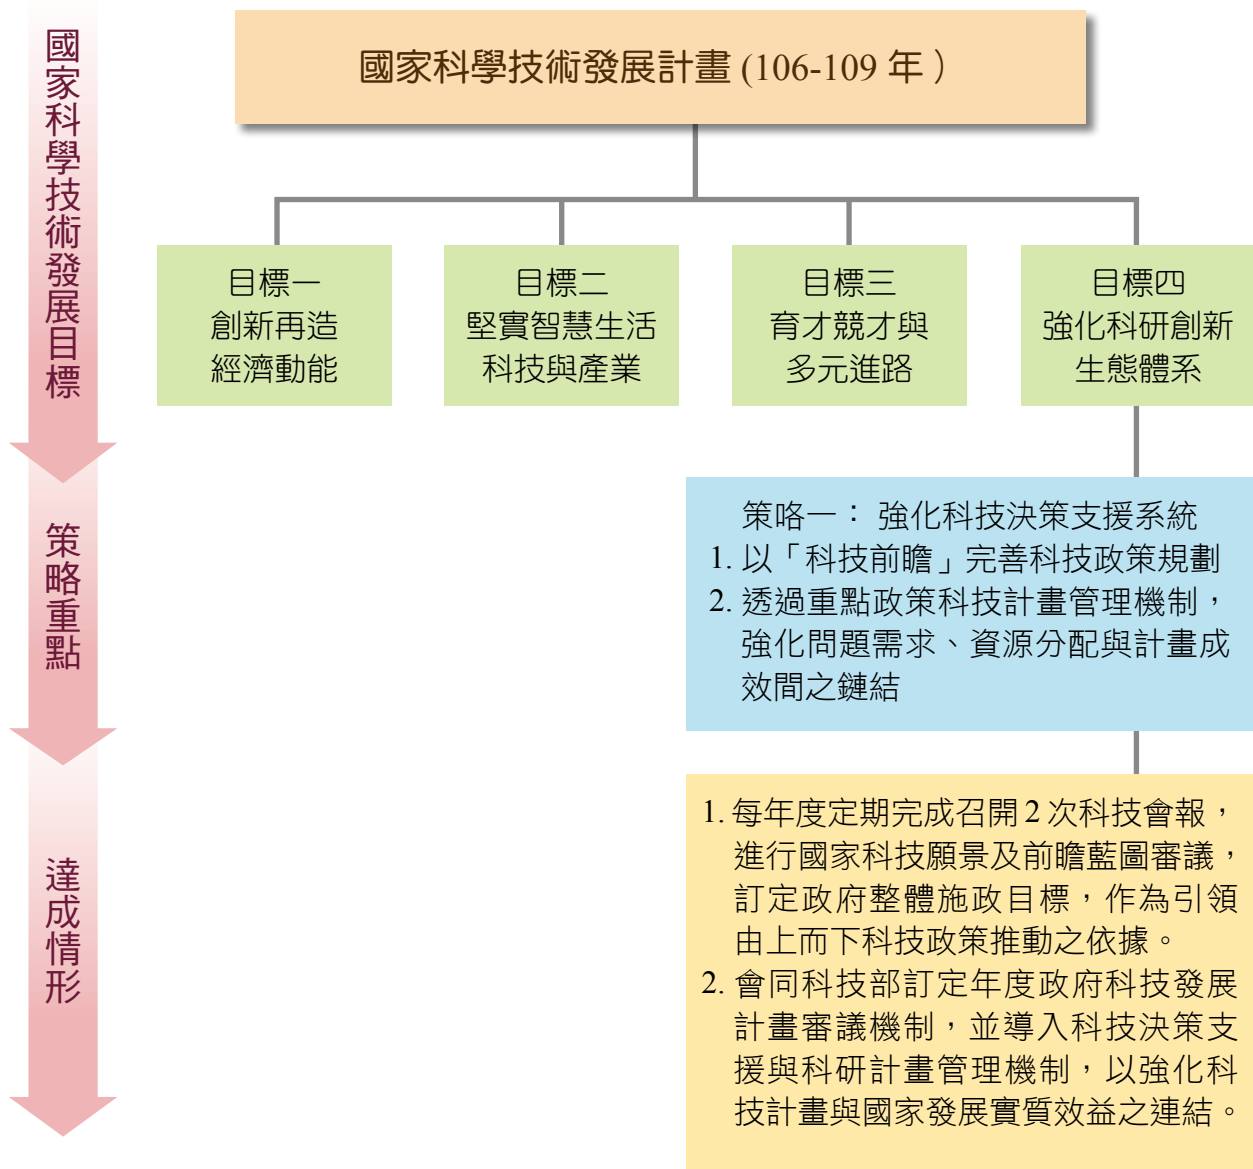 國家科學技術發展目標
國家科學技術發展計畫 (106-109 年 )
目標一
創新再造
經濟動能
目標二
堅實智慧生活
科技與產業
目標三
育才競才與
多元進路
目標四
強化科研創新
生態體系
策略重點
策咯一： 強化科技決策支援系統
1. 以「科技前瞻」完善科技政策規劃
2. 透過重點政策科技計畫管理機制，
強化問題需求、資源分配與計畫成
效間之鏈結
達成情形
1. 每年度定期完成召開 2 次科技會報，
進行國家科技願景及前瞻藍圖審議，
訂定政府整體施政目標，作為引領
由上而下科技政策推動之依據。
2. 會同科技部訂定年度政府科技發展
計畫審議機制，並導入科技決策支
援與科研計畫管理機制，以強化科
技計畫與國家發展實質效益之連結。